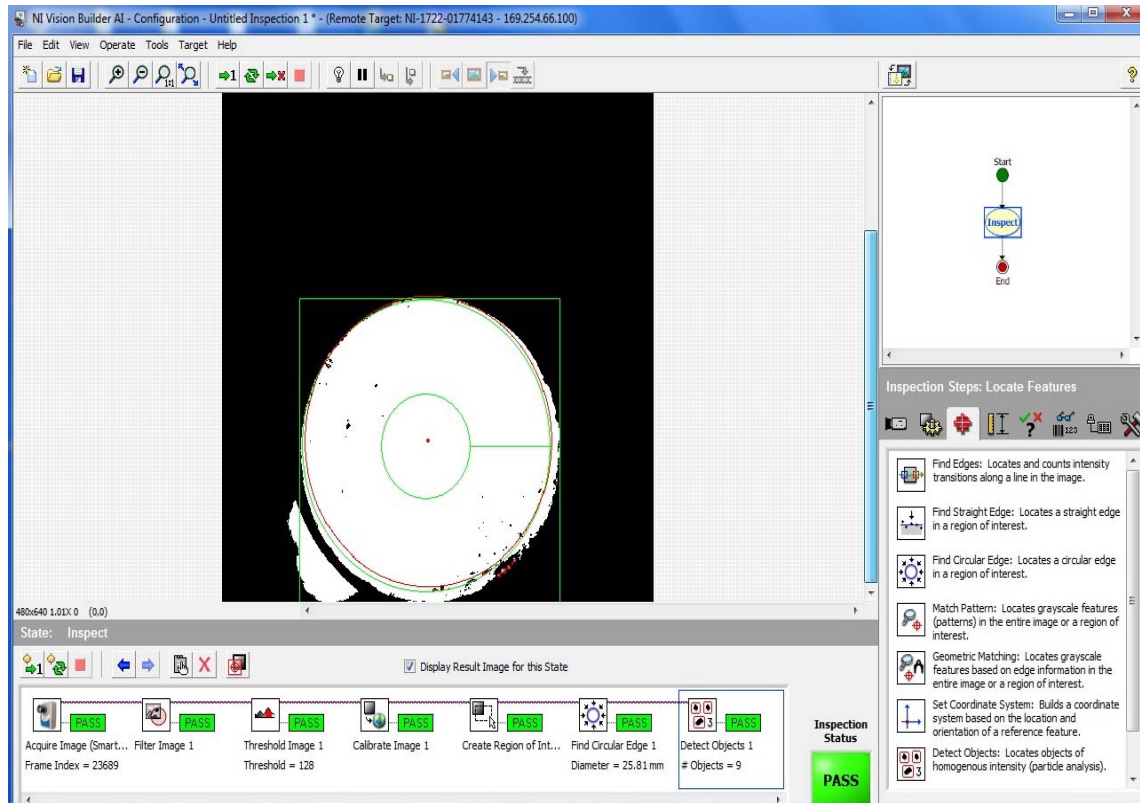 NI Vision Builder AI - Configuration - Untitled Inspection 1 * - (Remote Target: NI-1722-01774143 - 169.254.66.100)
File Edit View Operate Tools Target Help
1:1
1
Start
Inspect
End
Inspection Steps: Locate Features
123
Find Edges: Locates and counts intensity
transitions along a line in the image.
Find Straight Edge: Locates a straight edge
in a region of interest.
Find Circular Edge: Locates a circular edge
in a region of interest.
Match Pattern: Locates grayscale features
(patterns) in the entire image or a region of
interest.
Geometric Matching: Locates grayscale
features based on edge information in the
entire image or a region of interest.
Set Coordinate System: Builds a coordinate
system based on the location and
orientation of a reference feature.
Detect Objects: Locates objects of
homogenous intensity (particle analysis).
3
480x640 1.01X 0 (0,0)
State: Inspect
1
Display Result Image for this State
PASS PASS PASS PASS PASS PASS 3 PASS
Acquire Image (Smart... Filter Image 1 Threshold Image 1 Calibrate Image 1 Create Region of Int... Find Circular Edge 1 Detect Objects 1
Frame Index = 23689 Threshold = 128 Diameter = 25.81 mm # Objects = 9
Inspection
Status
PASS